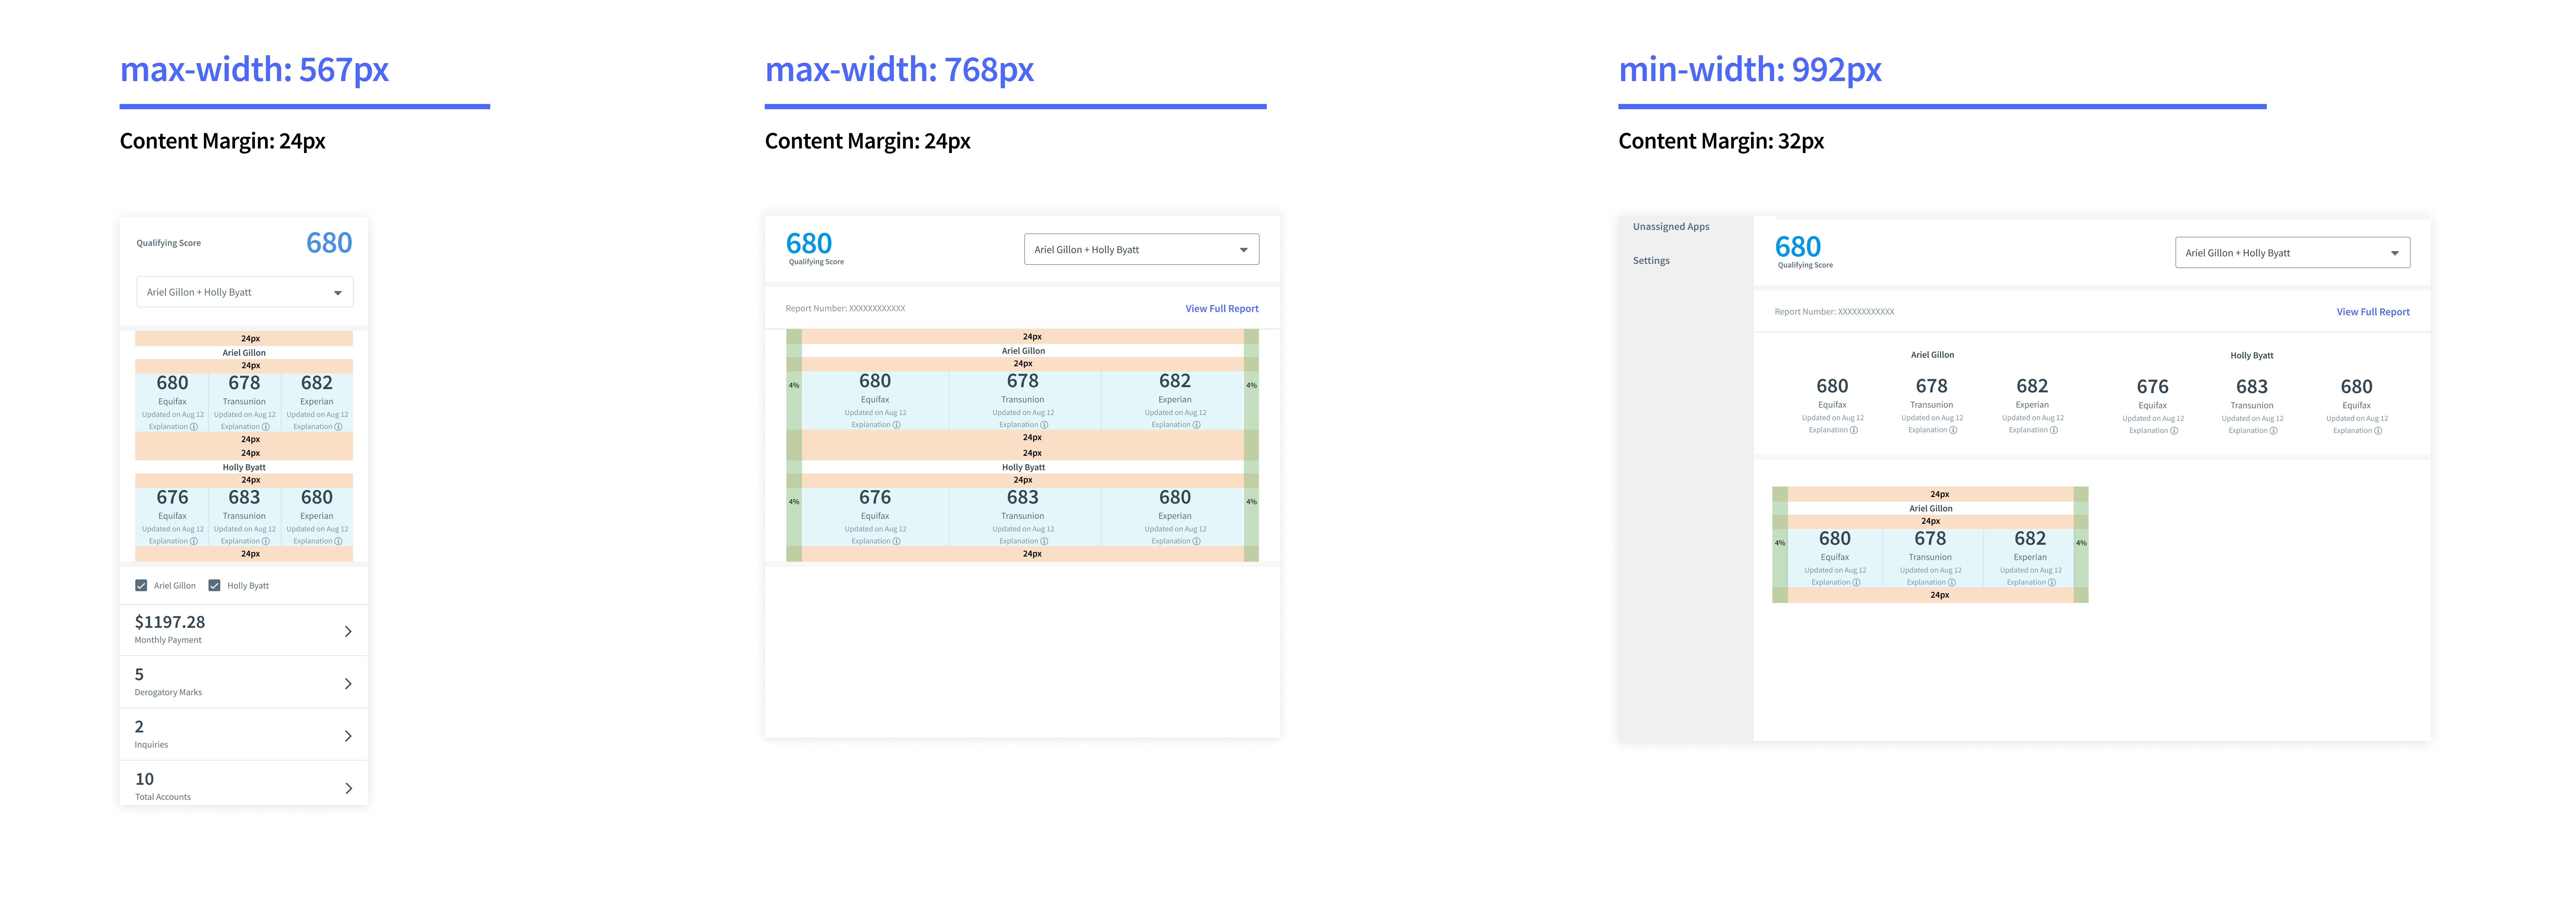 max-width: 567px
Content Margin: 24px
Qualifying Score 680
Ariel Gillon + Holly Byatt
24px
Ariel Gillon
24px
680 678 682
Equifax Transunion Experian
Updated on Aug 12 Updated on Aug 12 Updated on Aug 12
Explanation Explanation Explanation
24px
24px
Holly Byatt
24px
676 683 680
Equifax Transunion Experian
Updated on Aug 12 Updated on Aug 12 Updated on Aug 12
Explanation Explanation Explanation
24px
Ariel Gillon Holly Byatt
$1197.28
Monthly Payment
5
Derogatory Marks
2
Inquiries
10
Total Accounts
max-width: 768px
Content Margin: 24px
680
Qualifying Score
Ariel Gillon + Holly Byatt
Report Number: XXXXXXXXXXXX View Full Report
24px
Ariel Gillon
24px
4% 680 678 682 4%
Equifax Transunion Experian
Updated on Aug 12 Updated on Aug 12 Updated on Aug 12
Explanation Explanation Explanation
24px
24px
Holly Byatt
24px
4% 676 683 680 4%
Equifax Transunion Experian
Updated on Aug 12 Updated on Aug 12 Updated on Aug 12
Explanation Explanation Explanation
24px
min-width: 992px
Content Margin: 32px
Unassigned Apps
Settings
680
Qualifying Score
Ariel Gillon + Holly Byatt
Report Number: XXXXXXXXXXXX View Full Report
Ariel Gillon Holly Byatt
680 678 682 676 683 680
Equifax Transunion Experian Equifax Transunion Equifax
Updated on Aug 12 Updated on Aug 12 Updated on Aug 12 Updated on Aug 12 Updated on Aug 12 Updated on Aug 12
Explanation Explanation Explanation Explanation Explanation Explanation
24px
Ariel Gillon
24px
4% 680 678 682 4%
Equifax Transunion Experian
Updated on Aug 12 Updated on Aug 12 Updated on Aug 12
Explanation Explanation Explanation
24px